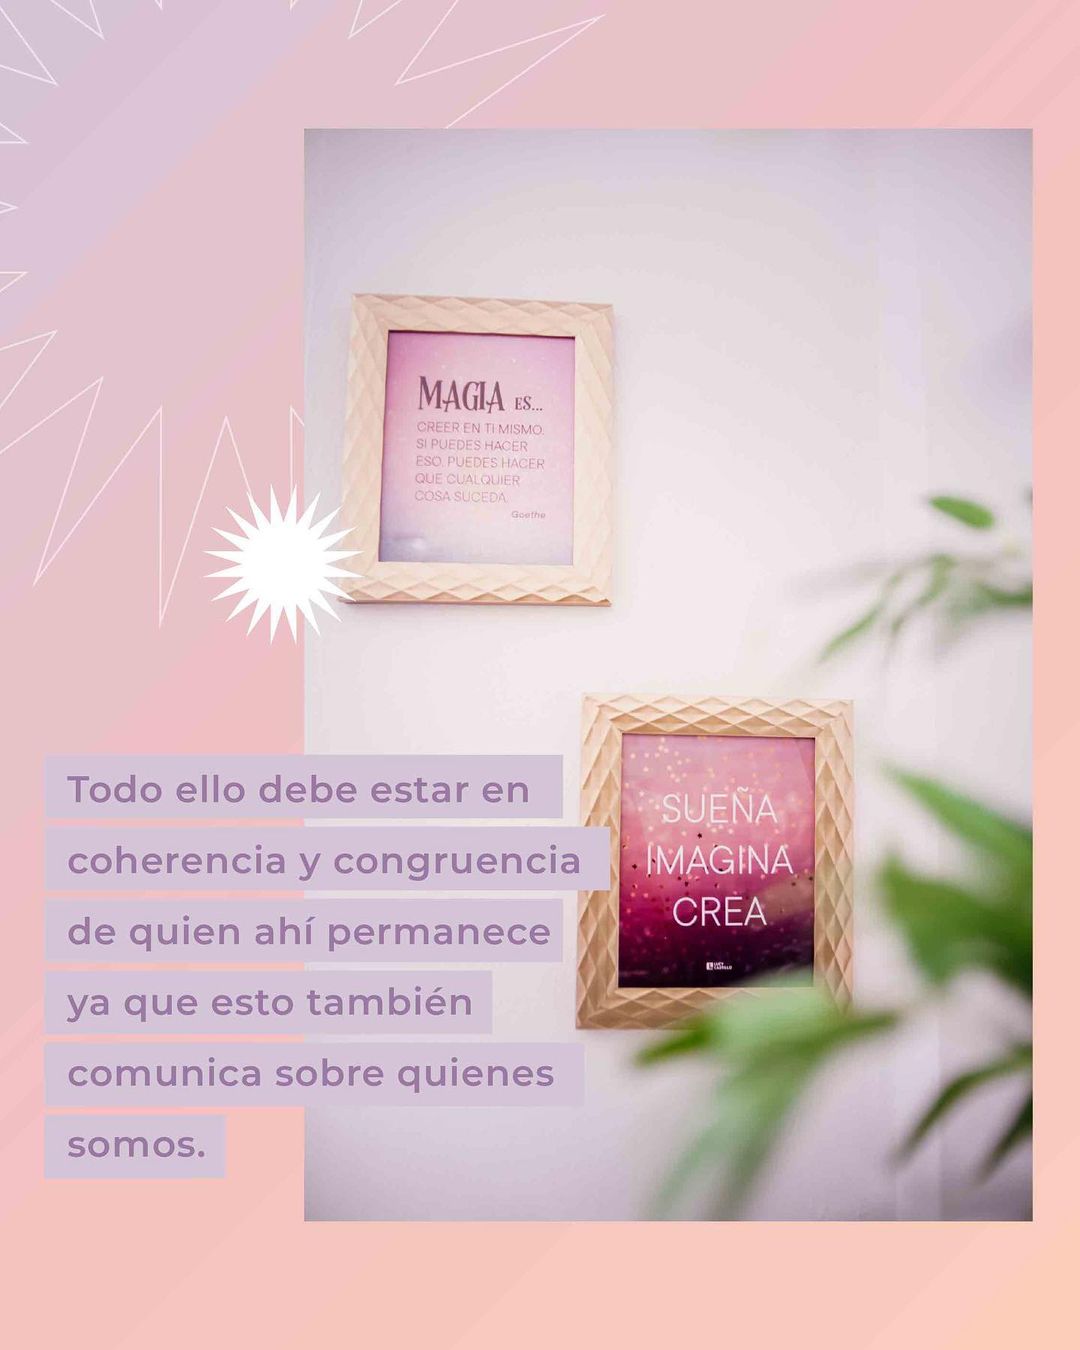 MAGIA ES...
CREER EN TI MISMO.
SI PUEDES HACER
ESO, PUEDES HACER
QUE CUALQUIER
COSA SUCEDA.
Goethe
Todo ello debe estar en
coherencia y congruencia
de quien ahí permanece
ya que esto también
comunica sobre quienes
somos.
SUEÑA
IMAGINA
CREA
LUCY
CASTILLO